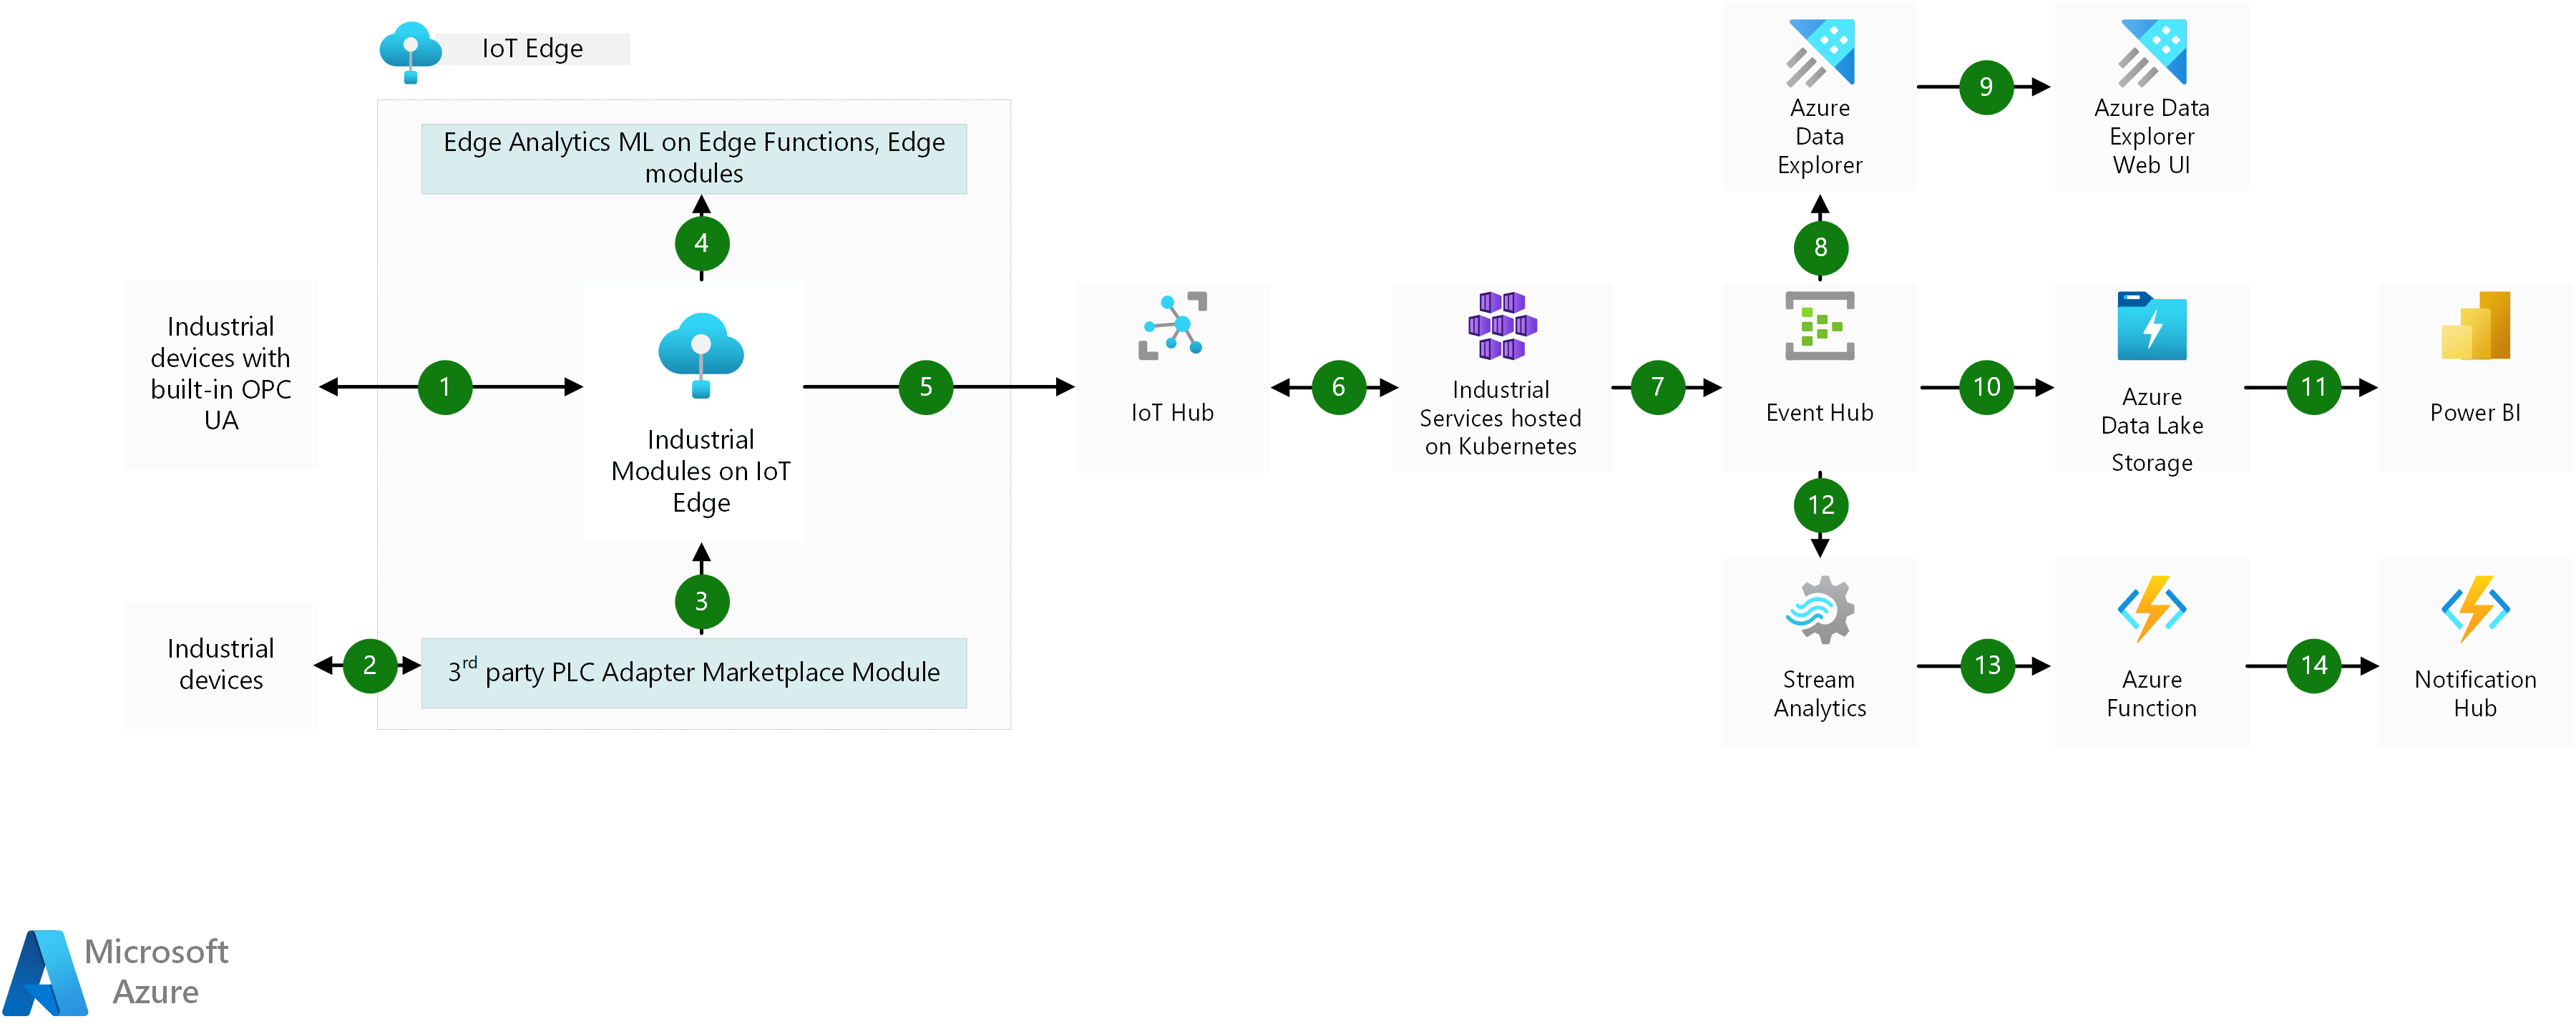 IoT Edge
Edge Analytics ML on Edge Functions, Edge
modules
4
Industrial
devices with
built-in OPC
UA
1
Industrial
Modules on IoT
Edge
5
3
Industrial
devices
2
3rd party PLC Adapter Marketplace Module
IoT Hub
6
Industrial
Services hosted
on Kubernetes
7
Event Hub
8
Azure
Data
Explorer
9
Azure Data
Explorer
Web UI
10
Azure
Data Lake
Storage
11
Power BI
12
Stream
Analytics
13
Azure
Function
14
Notification
Hub
Microsoft
Azure